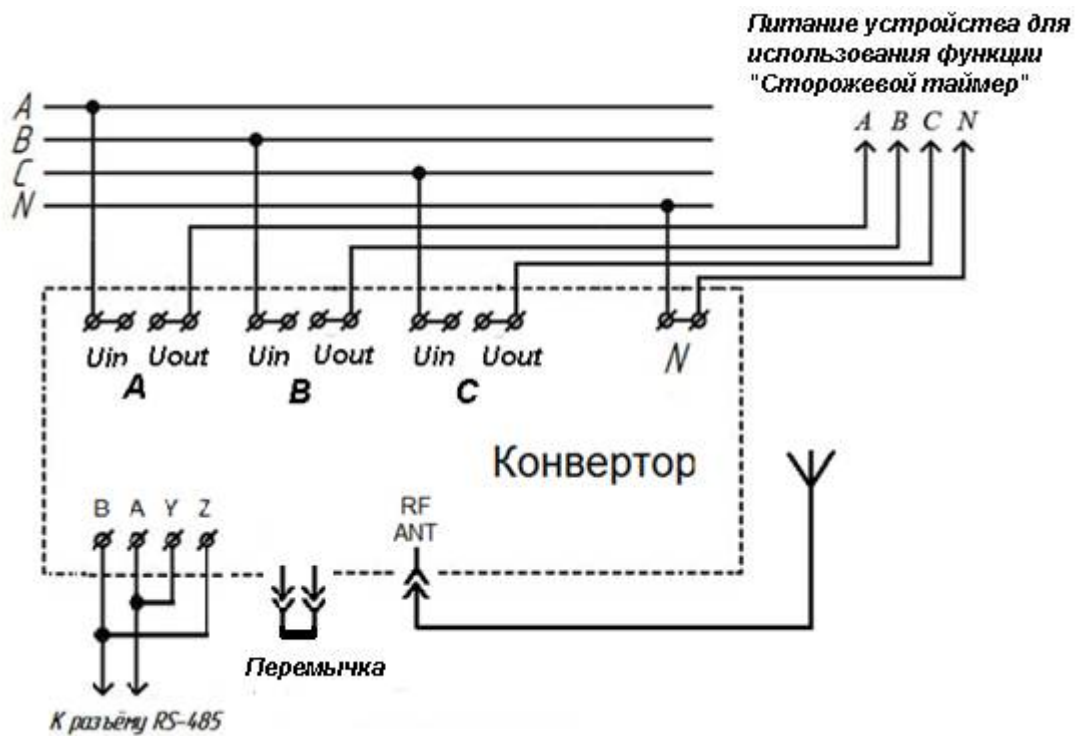 Питание устройства для
использования функции
"Сторожевой таймер"
A
B
C
N
A B C N
Uin Uout Uin Uout Uin Uout N
A B C
Конвертор
B A Y Z
RF
ANT
Перемычка
К разъёму RS-485